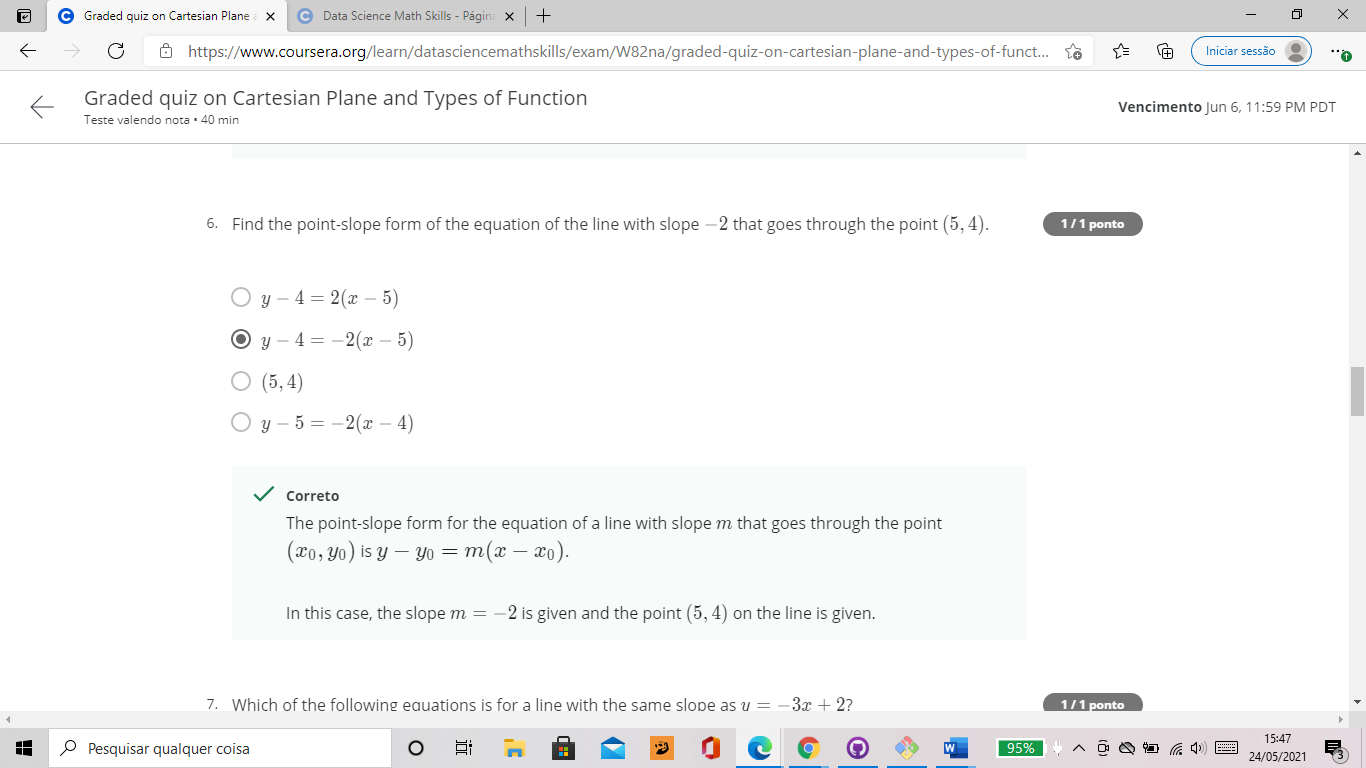 Graded quiz on Cartesian Plane a
Data Science Math Skills - Págin
https://www.coursera.org/learn/datasciencemathskills/exam/W82na/graded-quiz-on-cartesian-plane-and-types-of-funct...
Iniciar sessão
Graded quiz on Cartesian Plane and Types of Function
Teste valendo nota • 40 min
Vencimento Jun 6, 11:59 PM PDT
6. Find the point-slope form of the equation of the line with slope −2 that goes through the point (5, 4).
1 / 1 ponto
y − 4 = 2(x − 5)
y − 4 = −2(x − 5)
(5, 4)
y − 5 = −2(x − 4)
Correto
The point-slope form for the equation of a line with slope m that goes through the point
(x₀, y₀) is y − y₀ = m(x − x₀).
In this case, the slope m = −2 is given and the point (5, 4) on the line is given.
7. Which of the following equations is for a line with the same slope as y = −3x + 2?
1 / 1 ponto
Pesquisar qualquer coisa
95%
15:47
24/05/2021
3